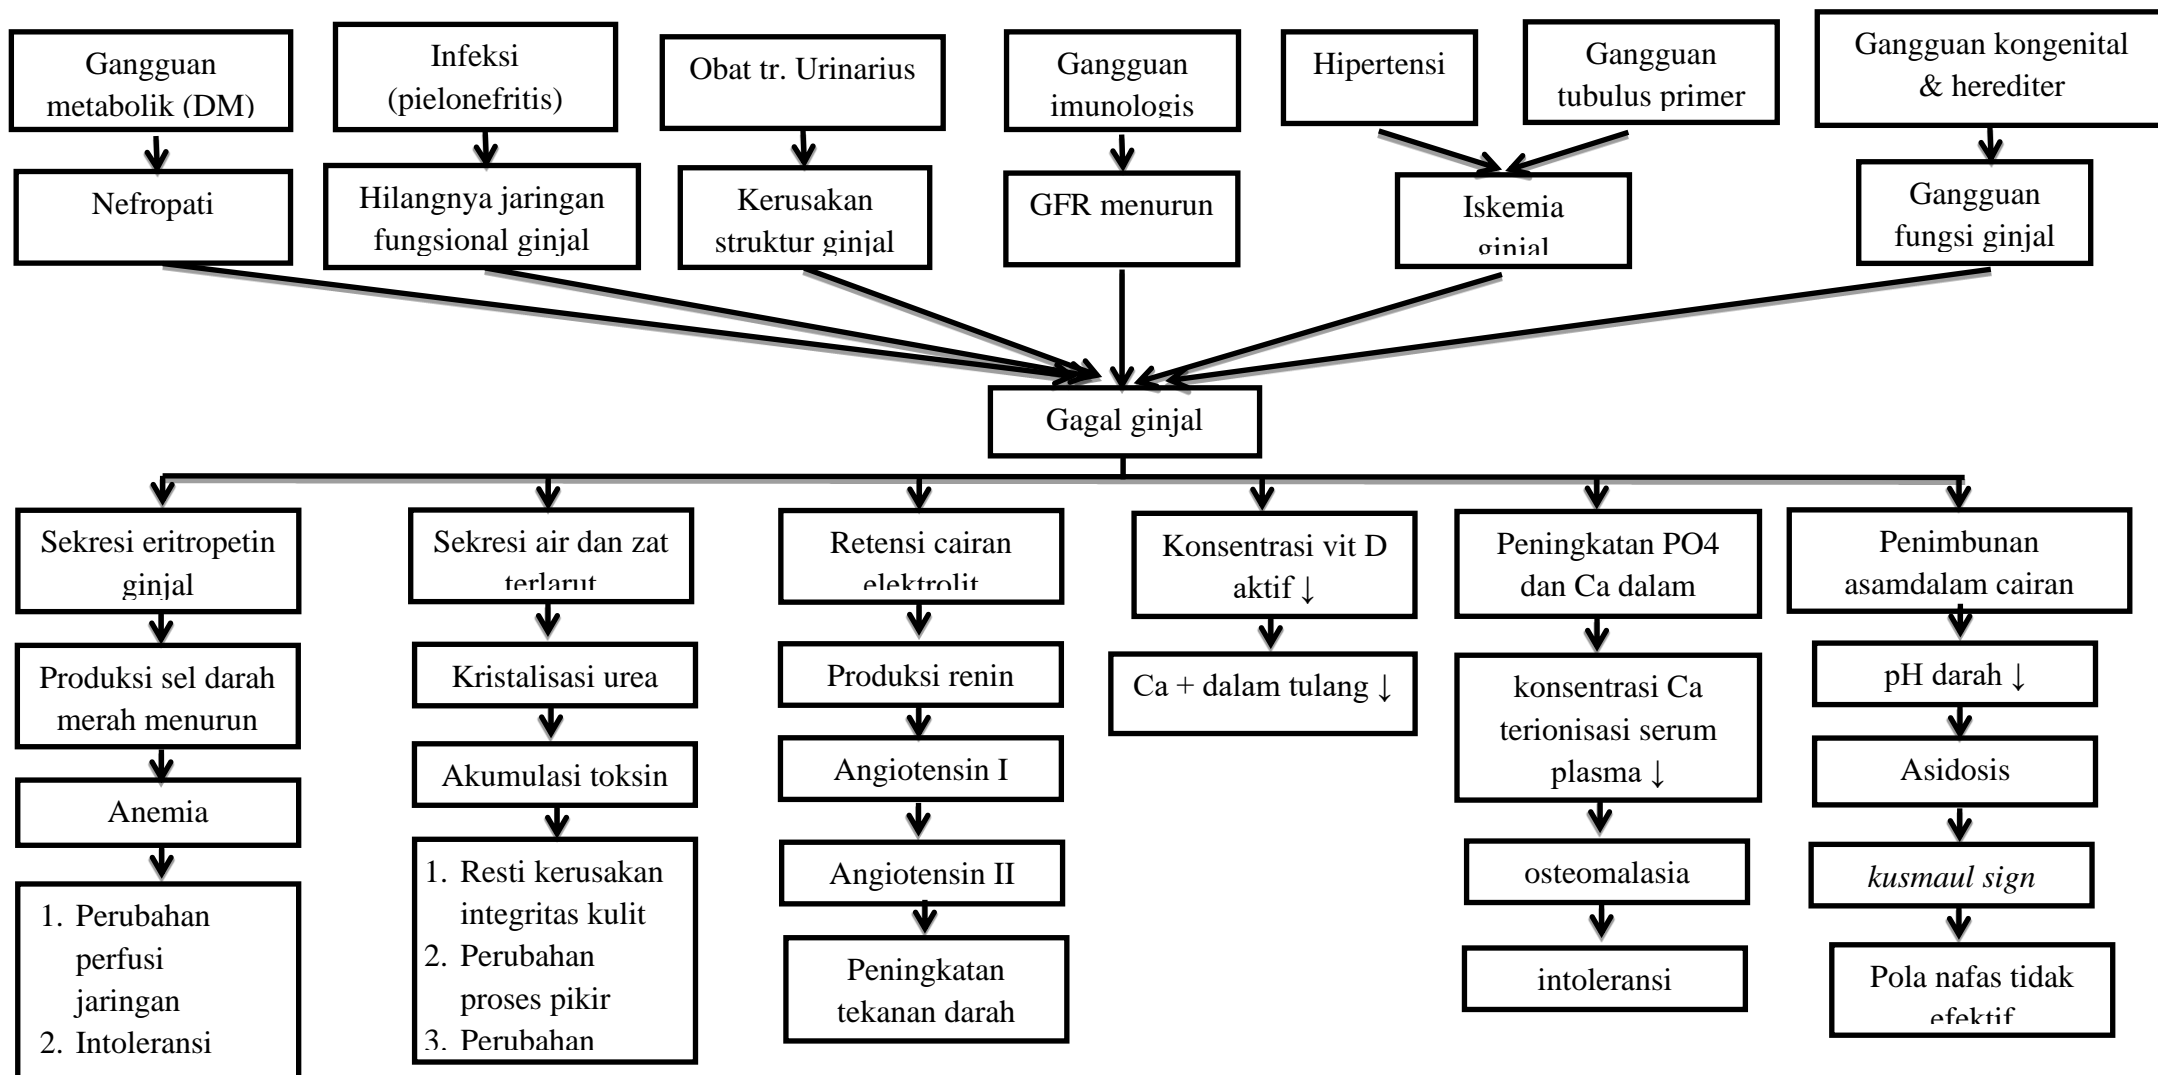 Gangguan
metabolik (DM)
Infeksi
(pielonefritis)
Obat tr. Urinarius
Gangguan
imunologis
Hipertensi
Gangguan
tubulus primer
Gangguan kongenital
& herediter
Nefropati
Hilangnya jaringan
fungsional ginjal
Kerusakan
struktur ginjal
GFR menurun
Iskemia
ginjal
Gangguan
fungsi ginjal
Gagal ginjal
Sekresi eritropetin
ginjal
Sekresi air dan zat
terlarut
Retensi cairan
elektrolit
Konsentrasi vit D
aktif ↓
Peningkatan PO4
dan Ca dalam
Penimbunan
asamdalam cairan
Produksi sel darah
merah menurun
Kristalisasi urea
Produksi renin
Ca + dalam tulang ↓
konsentrasi Ca
terionisasi serum
plasma ↓
pH darah ↓
Anemia
Akumulasi toksin
Angiotensin I
Asidosis
1. Perubahan
perfusi
jaringan
2. Intoleransi
1. Resti kerusakan
integritas kulit
2. Perubahan
proses pikir
3. Perubahan
Angiotensin II
osteomalasia
kusmaul sign
Peningkatan
tekanan darah
intoleransi
Pola nafas tidak
efektif